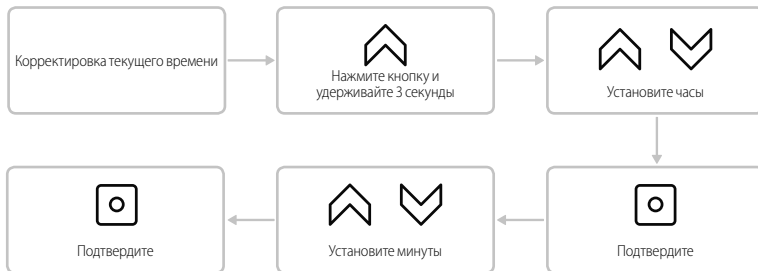 Корректировка текущего времени
Нажмите кнопку и
удерживайте 3 секунды
Установите часы
Подтвердите
Установите минуты
Подтвердите